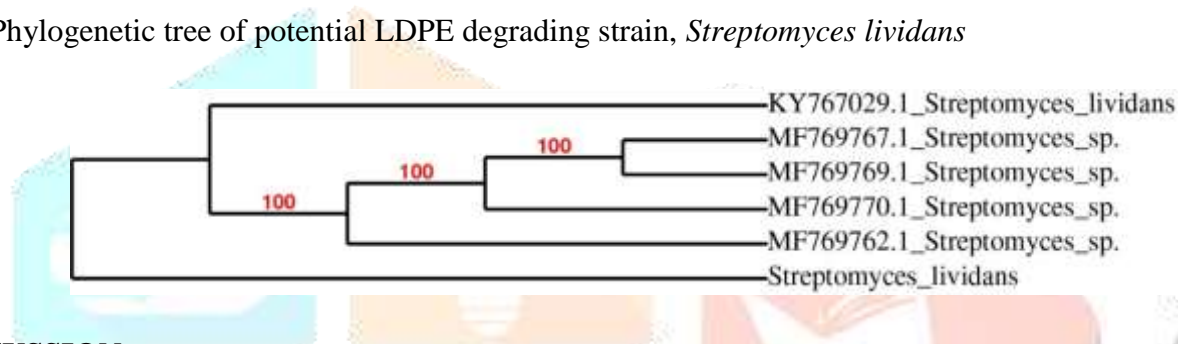 Phylogenetic tree of potential LDPE degrading strain, Streptomyces lividans
KY767029.1_Streptomyces_lividans
MF769767.1_Streptomyces_sp.
100
MF769769.1_Streptomyces_sp.
100
MF769770.1_Streptomyces_sp.
100
MF769762.1_Streptomyces_sp.
Streptomyces_lividans